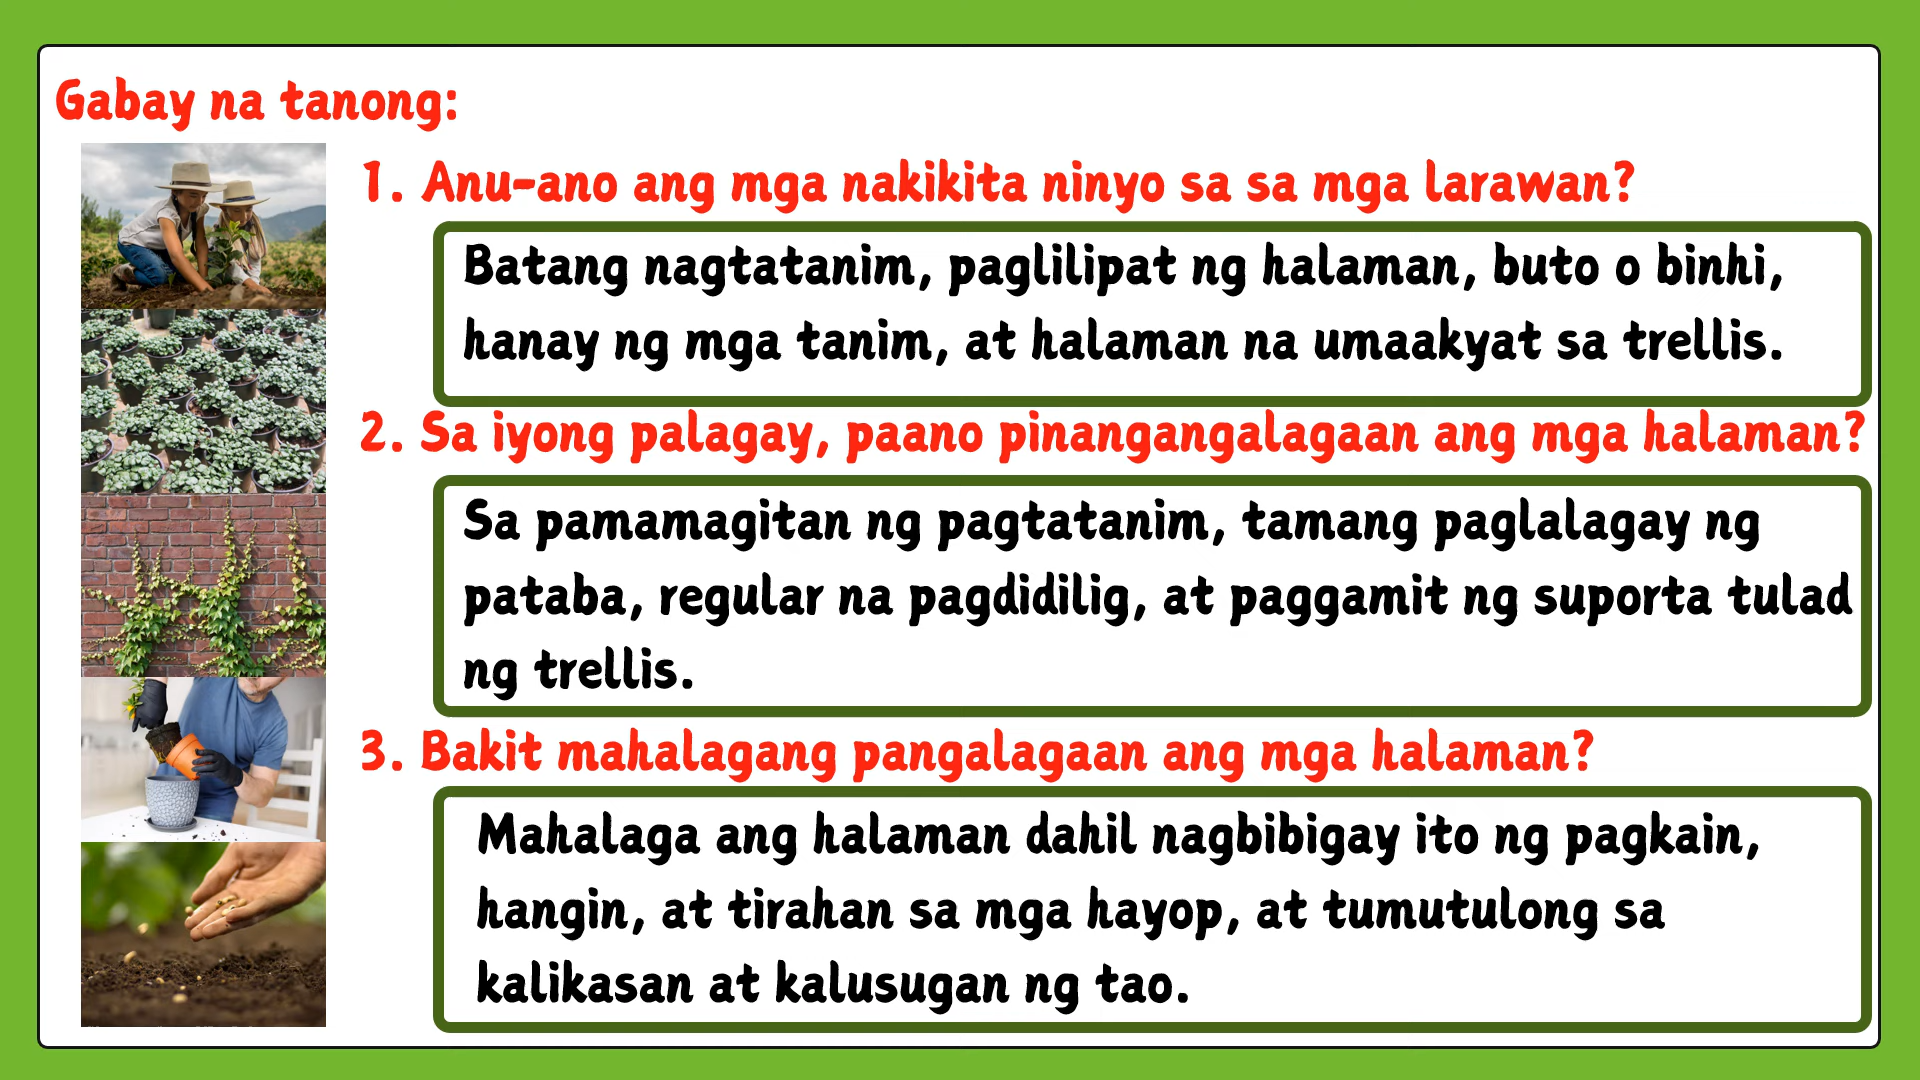 Gabay na tanong:
1. Anu-ano ang mga nakikita ninyo sa sa mga larawan?
Batang nagtatanim, paglilipat ng halaman, buto o binhi,
hanay ng mga tanim, at halaman na umaakyat sa trellis.
2. Sa iyong palagay, paano pinangangalagaan ang mga halaman?
Sa pamamagitan ng pagtatanim, tamang paglalagay ng
pataba, regular na pagdidilig, at paggamit ng suporta tulad
ng trellis.
3. Bakit mahalagang pangalagaan ang mga halaman?
Mahalaga ang halaman dahil nagbibigay ito ng pagkain,
hangin, at tirahan sa mga hayop, at tumutulong sa
kalikasan at kalusugan ng tao.